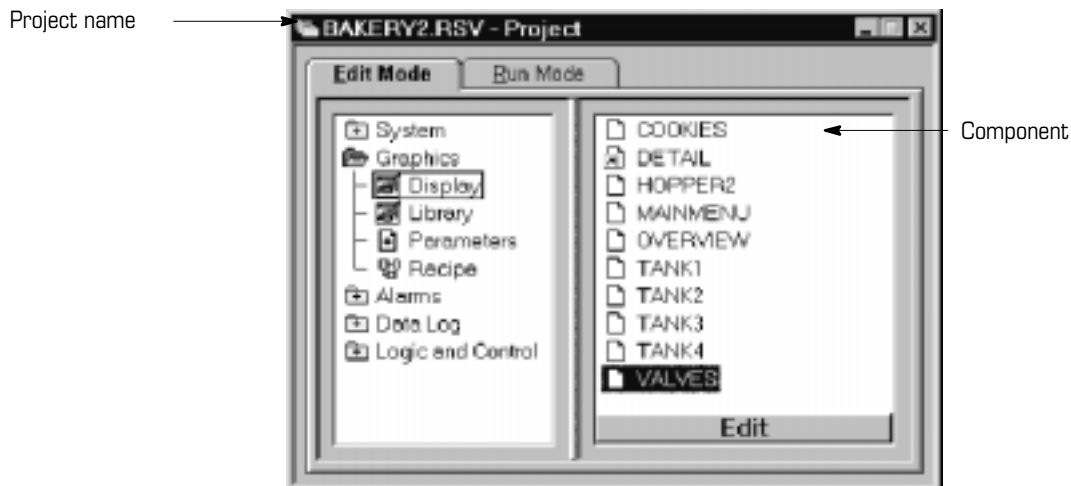 Project name
BAKERY2.RSV - Project
Edit Mode
Run Mode
System
Graphics
Display
Library
Parameters
Recipe
Alarms
Data Log
Logic and Control
COOKIES
DETAIL
HOPPER2
MAINMENU
OVERVIEW
TANK1
TANK2
TANK3
TANK4
VALVES
Edit
Component